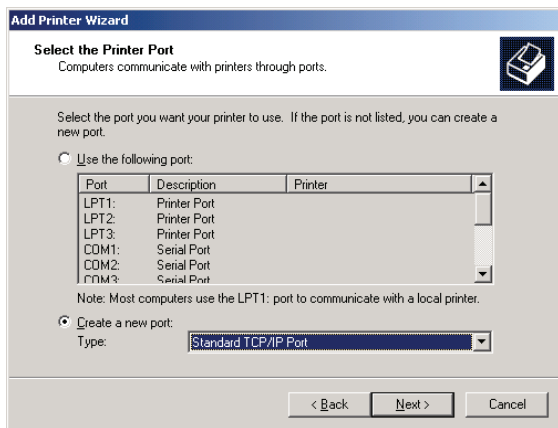 Add Printer Wizard
Select the Printer Port
Computers communicate with printers through ports.
Select the port you want your printer to use. If the port is not listed, you can create a
new port.
Use the following port:
Port Description Printer
LPT1: Printer Port
LPT2: Printer Port
LPT3: Printer Port
COM1: Serial Port
COM2: Serial Port
COM3: Serial Port
Note: Most computers use the LPT1: port to communicate with a local printer.
Create a new port:
Type: Standard TCP/IP Port
< Back Next > Cancel